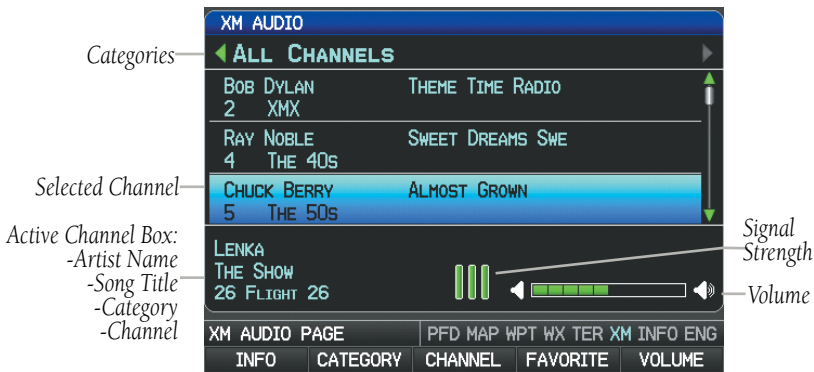 XM AUDIO
Categories
ALL CHANNELS
BOB DYLAN THEME TIME RADIO
2 XMX
RAY NOBLE SWEET DREAMS SWE
4 THE 40S
Selected Channel
CHUCK BERRY ALMOST GROWN
5 THE 50S
Active Channel Box:
-Artist Name
-Song Title
-Category
-Channel
LENKA
THE SHOW
26 FLIGHT 26
Signal
Strength
Volume
XM AUDIO PAGE PFD MAP WPT WX TER XM INFO ENG
INFO CATEGORY CHANNEL FAVORITE VOLUME